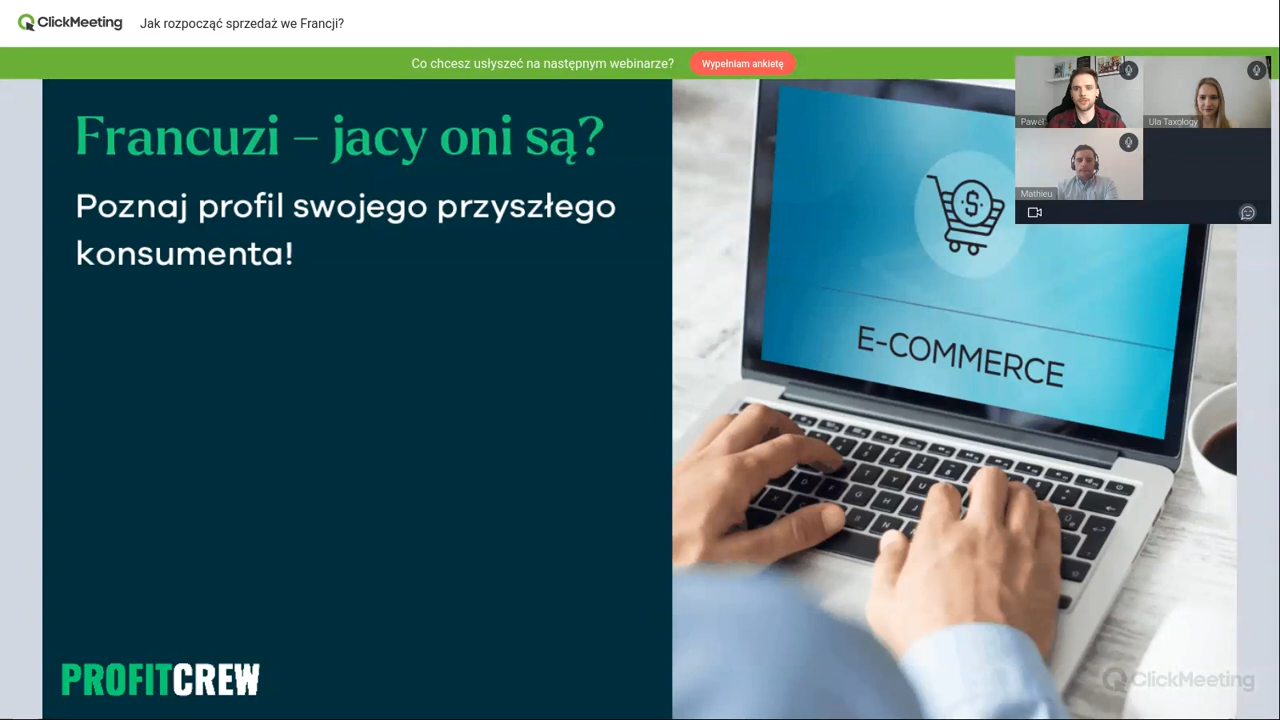 ClickMeeting
Jak rozpocząć sprzedaż we Francji?
Co chcesz usłyszeć na następnym webinarze?
Wypełniam ankietę
Paweł
Ula Taxology
Mathieu
Francuzi – jacy oni są?
Poznaj profil swojego przyszłego
konsumenta!
$
E-COMMERCE
PROFITCREW
ClickMeeting